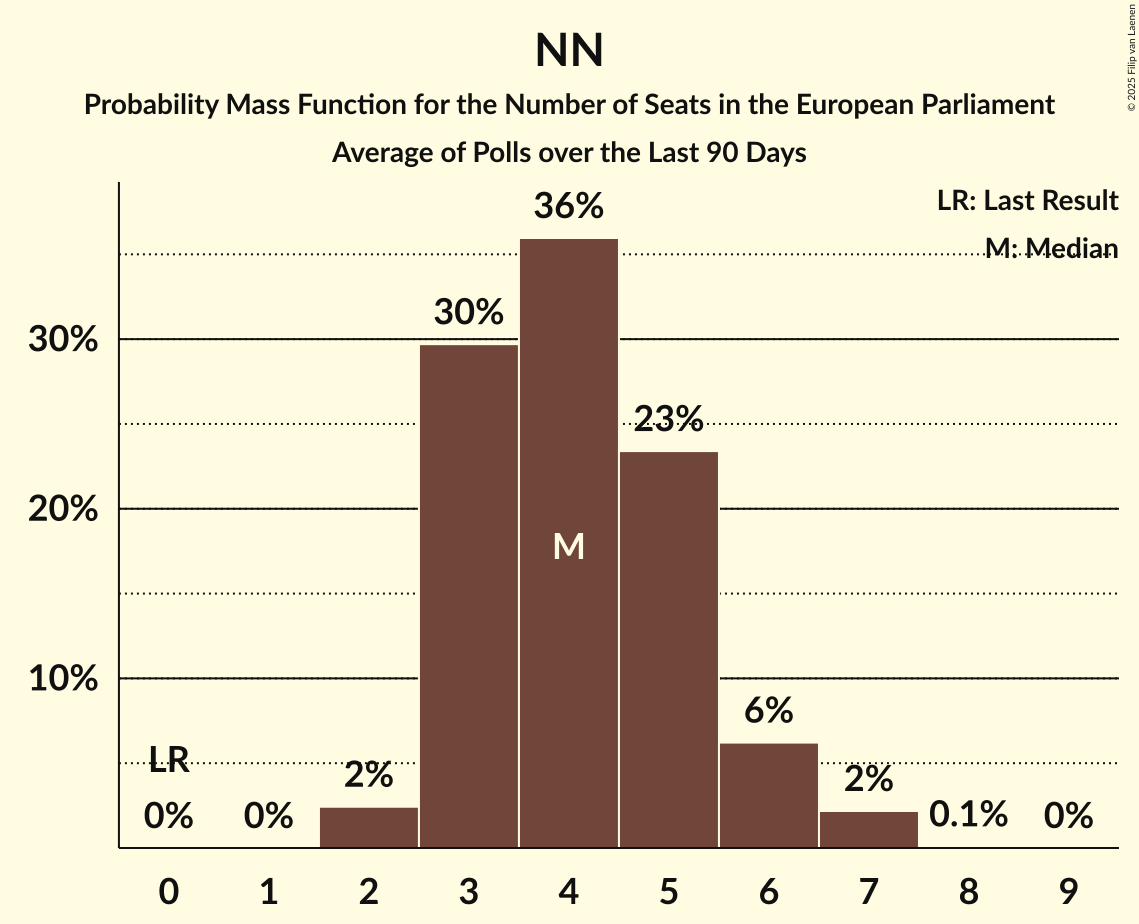 NN
Probability Mass Function for the Number of Seats in the European Parliament
Average of Polls over the Last 90 Days
© 2025 Filip van Laenen
LR: Last Result
M: Median
36%
30%
30%
23%
20%
M
10%
6%
LR
2%
2%
0%
0%
0.1%
0%
0 1 2 3 4 5 6 7 8 9